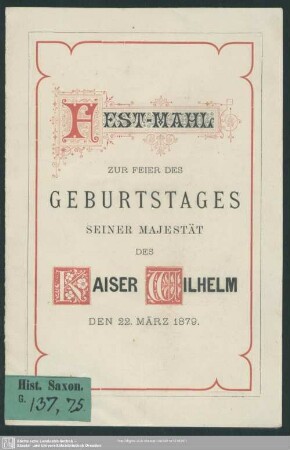 FEST-MAHL
ZUR FEIER DES
GEBURTSTAGES
SEINER MAJESTÄT
DES
KAISER WILHELM
DEN 22. MÄRZ 1879.
Hist. Saxon.
G. 137, 75